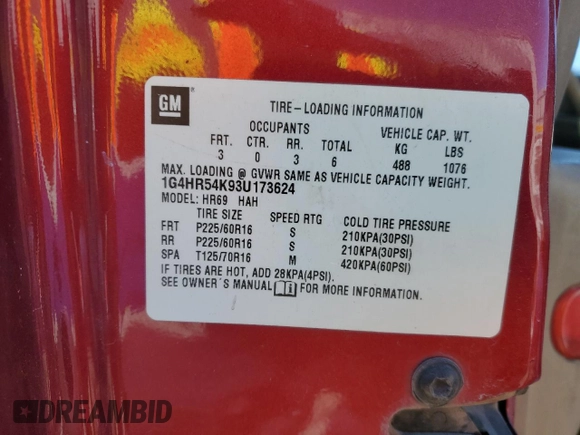 GM
TIRE-LOADING INFORMATION
OCCUPANTS VEHICLE CAP. WT.
FRT. CTR. RR. TOTAL KG LBS
3 0 3 6 488 1076
MAX. LOADING @ GVWR SAME AS VEHICLE CAPACITY WEIGHT.
1G4HR54K93U173624
MODEL: HR69 HAH
TIRE SIZE SPEED RTG COLD TIRE PRESSURE
FRT P225/60R16 S 210KPA(30PSI)
RR P225/60R16 S 210KPA(30PSI)
SPA T125/70R16 M 420KPA(60PSI)
IF TIRES ARE HOT, ADD 28KPA(4PSI).
SEE OWNER'S MANUAL i FOR MORE INFORMATION.
DREAMBID